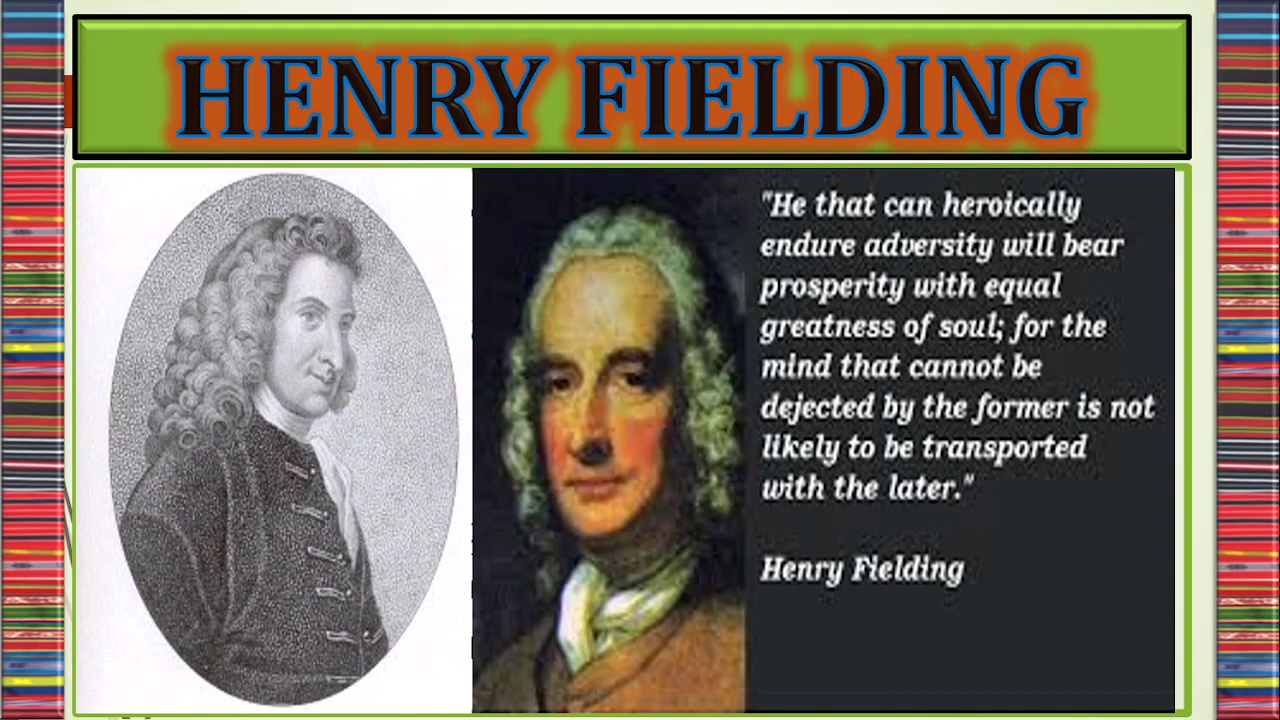 HENRY FIELDING
"He that can heroically
endure adversity will bear
prosperity with equal
greatness of soul; for the
mind that cannot be
dejected by the former is not
likely to be transported
with the later."
Henry Fielding